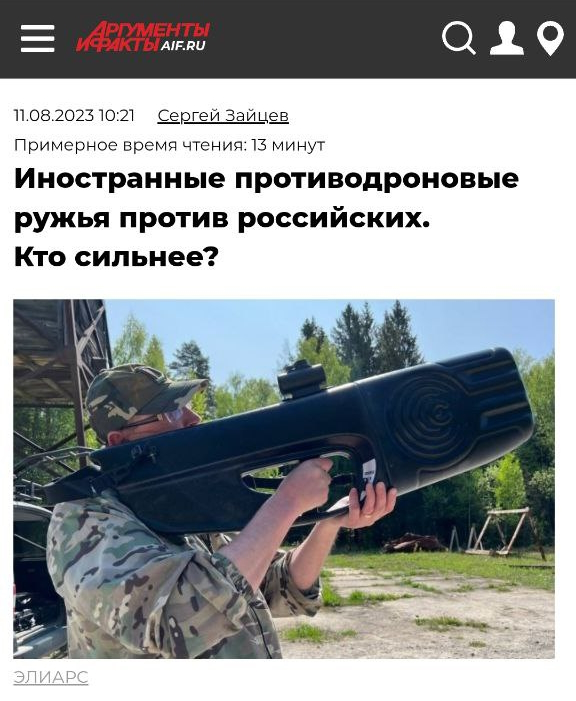 АРГУМЕНТЫ
И ФАКТЫ AIF.RU
11.08.2023 10:21 Сергей Зайцев
Примерное время чтения: 13 минут
Иностранные противодроновые
ружья против российских.
Кто сильнее?
ЭЛИАРС